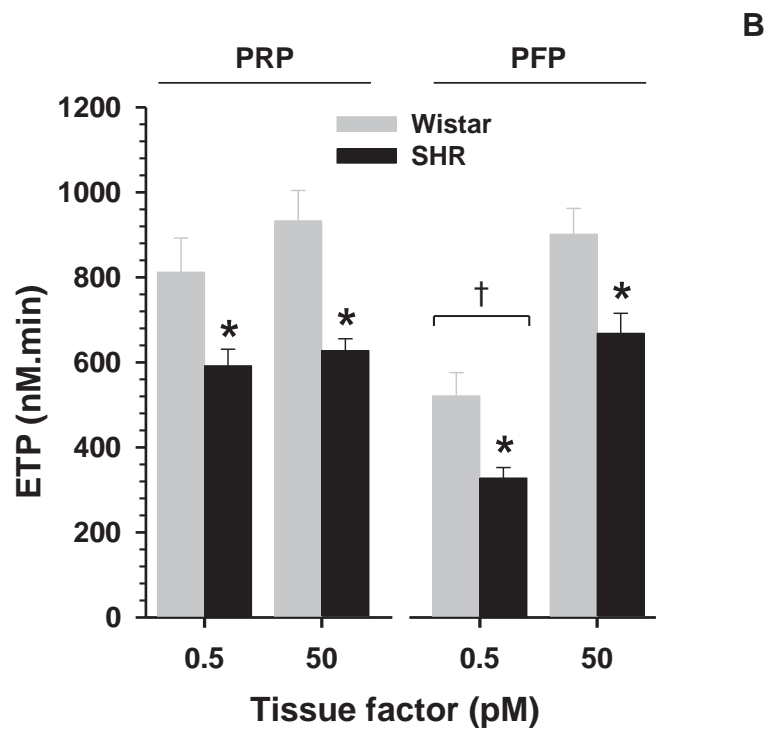 B
PRP PFP
Wistar
SHR
1200
1000
800
600
400
200
0
ETP (nM.min)
* * † * *
0.5 50 0.5 50
Tissue factor (pM)